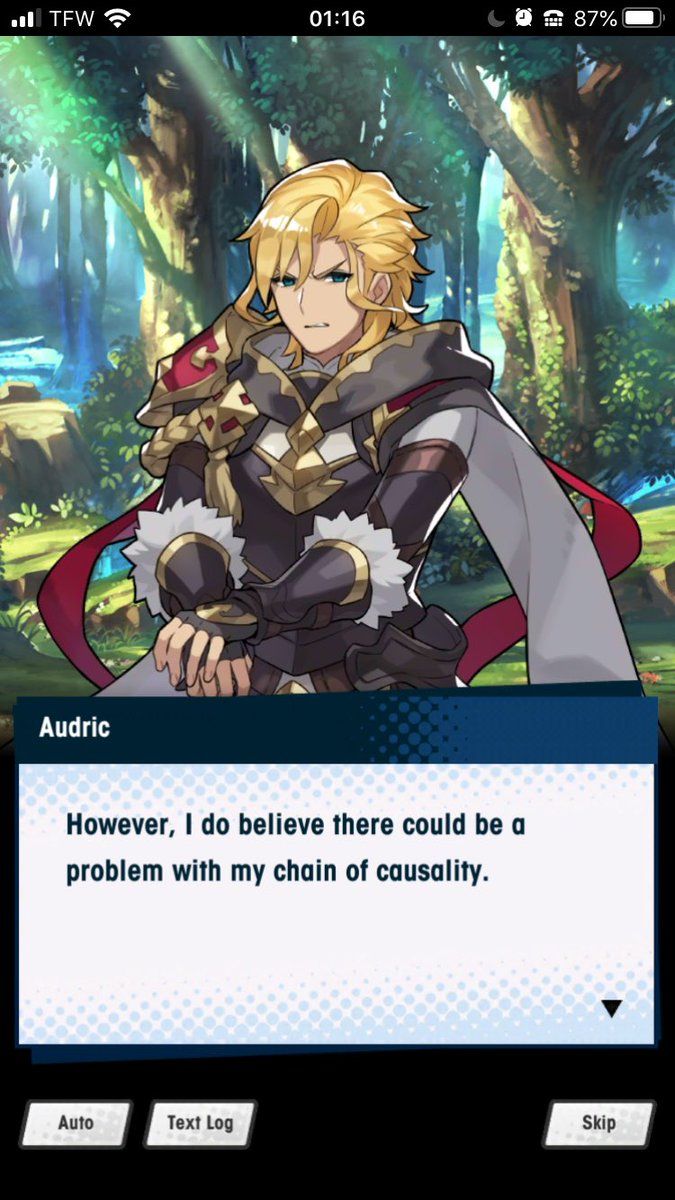 TFW 01:16 87%
Audric
However, I do believe there could be a
problem with my chain of causality.
Auto Text Log Skip